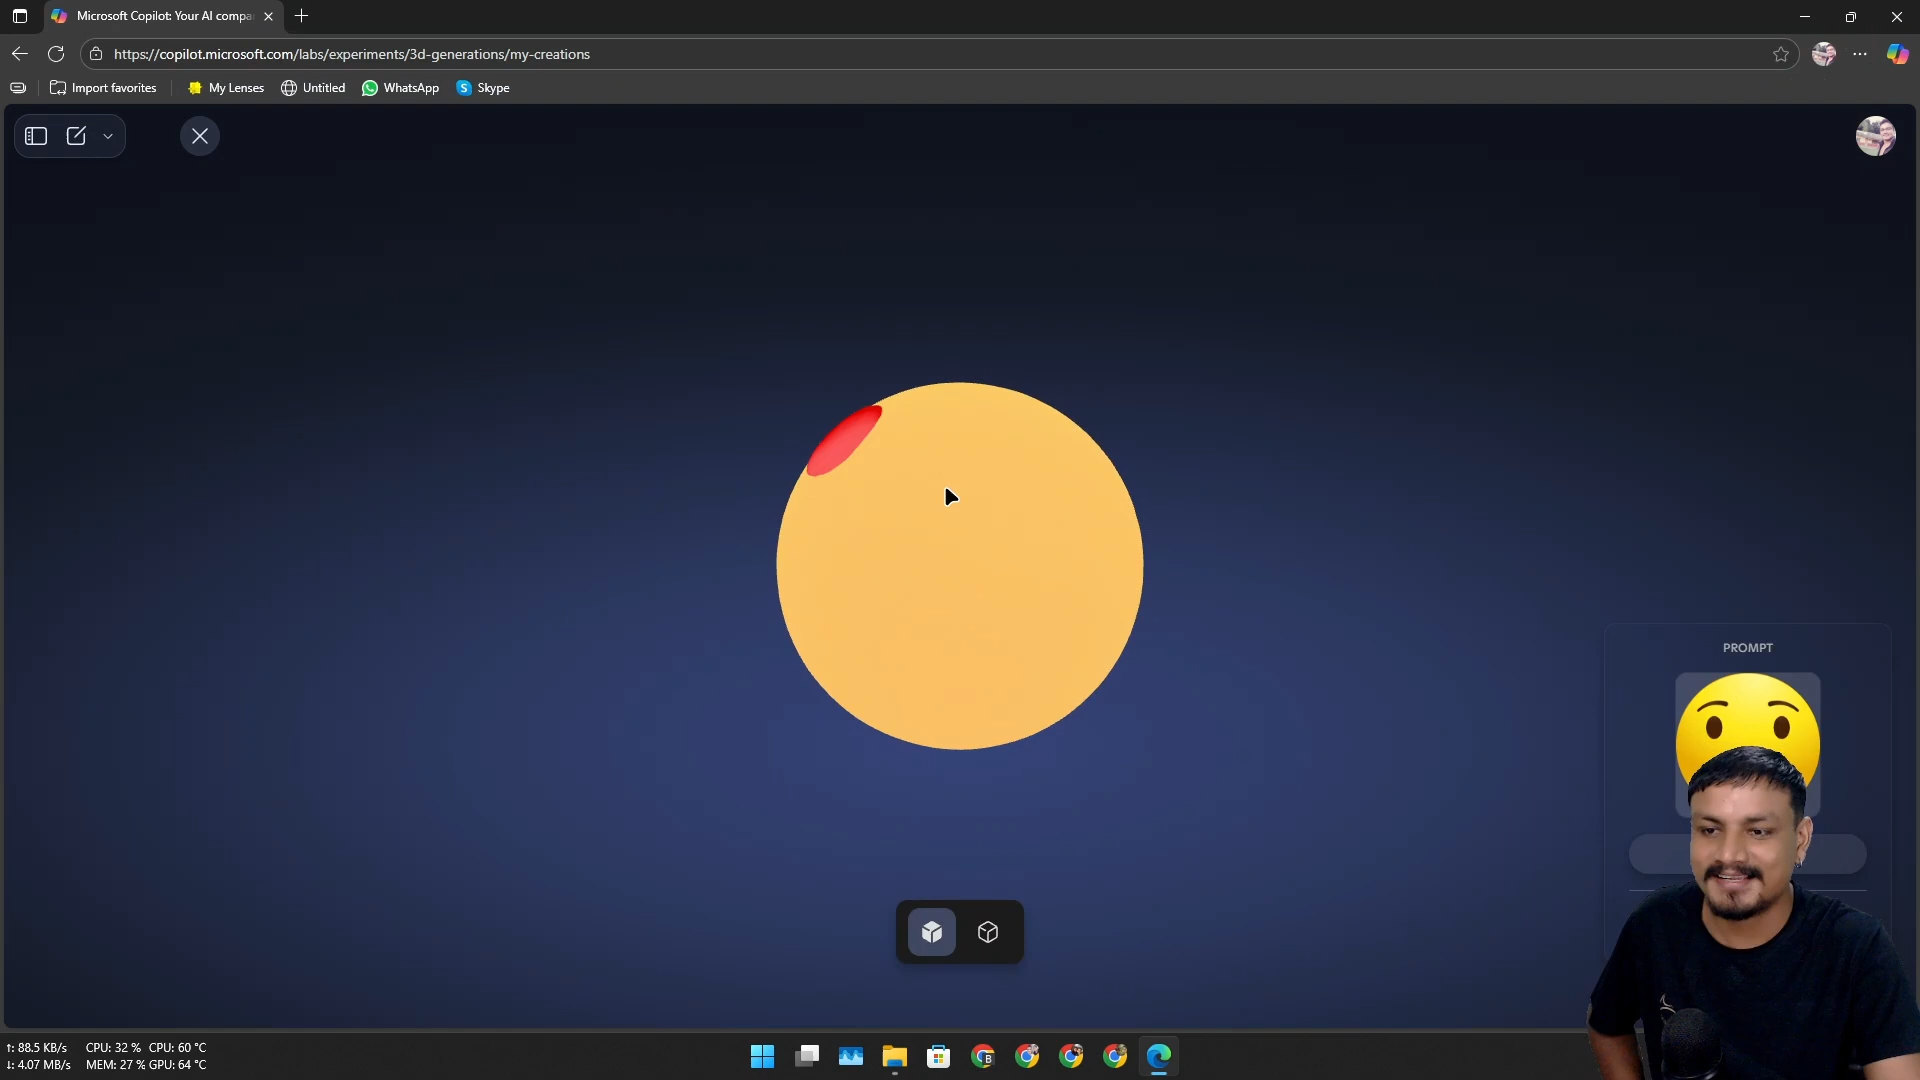 Microsoft Copilot: Your AI compa
https://copilot.microsoft.com/labs/experiments/3d-generations/my-creations
Import favorites
My Lenses
Untitled
WhatsApp
Skype
PROMPT
↑: 88.5 KB/s CPU: 32 % CPU: 60 °C
↓: 4.07 MB/s MEM: 27 % GPU: 64 °C